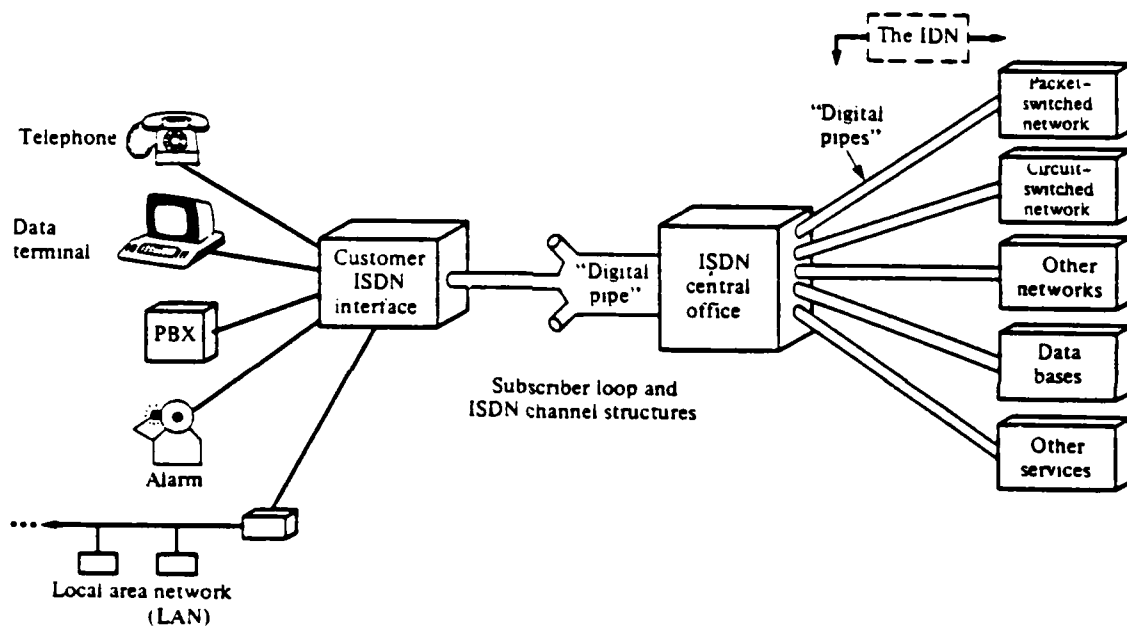 The IDN
Packet-
switched
network
"Digital
pipes"
Telephone
Circuit-
switched
network
Data
terminal
Customer
ISDN
interface
"Digital
pipe"
ISDN
central
office
Other
networks
PBX
Data
bases
Subscriber loop and
ISDN channel structures
Other
services
Alarm
Local area network
(LAN)